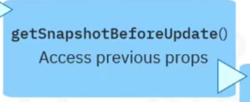 getSnapshotBeforeUpdate()
Access previous props